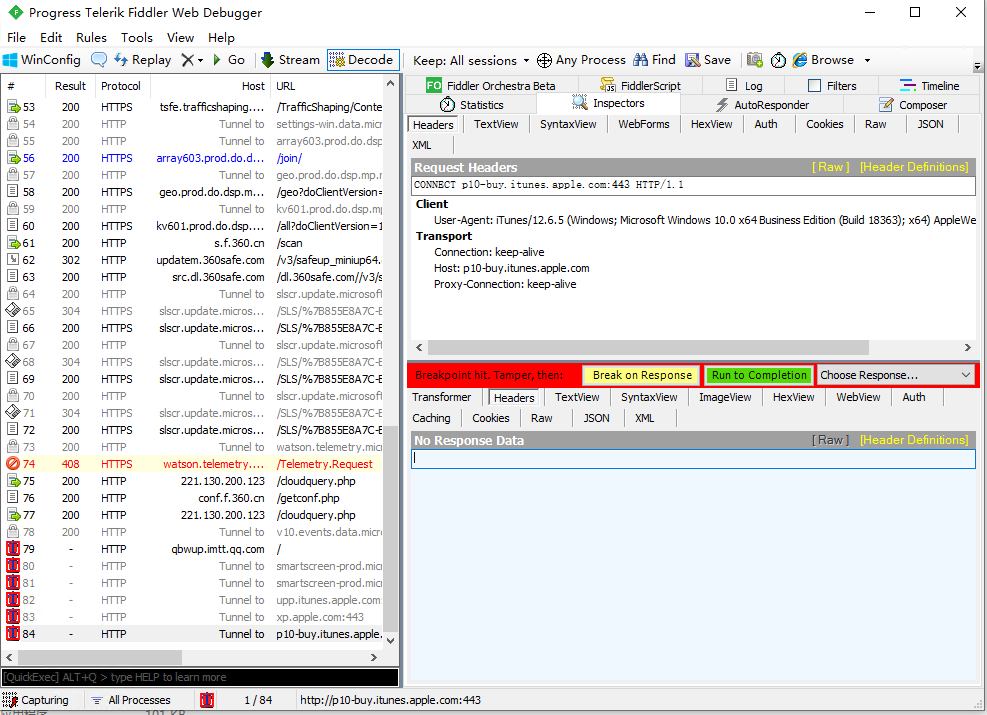 Progress Telerik Fiddler Web Debugger
File Edit Rules Tools View Help
WinConfig Replay Go Stream Decode Keep: All sessions Any Process Find Save Browse
# Result Protocol Host URL
53 200 HTTPS tsfe.trafficshaping.... /TrafficShaping/Conte
54 200 HTTP Tunnel to settings-win.data.micr
55 200 HTTP Tunnel to array603.prod.do.dsp
56 200 HTTPS array603.prod.do.d... /join/
57 200 HTTP Tunnel to geo.prod.do.dsp.mp.
58 200 HTTPS geo.prod.do.dsp.m... /geo?doClientVersion=
59 200 HTTP Tunnel to kv601.prod.do.dsp.mp
60 200 HTTPS kv601.prod.do.dsp.... /all?doClientVersion=1
61 200 HTTP s.f.360.cn /scan
62 302 HTTP updatem.360safe.com /v3/safeup_miniup64.
63 200 HTTP src.dl.360safe.com /dl.360safe.com//v3/s
64 200 HTTP Tunnel to slscr.update.microsoft
65 304 HTTPS slscr.update.micros... /SLS/%7B855E8A7C-E
66 200 HTTPS slscr.update.micros... /SLS/%7B855E8A7C-E
67 200 HTTP Tunnel to slscr.update.microsoft
68 304 HTTPS slscr.update.micros... /SLS/%7B855E8A7C-E
69 200 HTTPS slscr.update.micros... /SLS/%7B855E8A7C-E
70 200 HTTP Tunnel to slscr.update.microsoft
71 304 HTTPS slscr.update.micros... /SLS/%7B855E8A7C-E
72 200 HTTPS slscr.update.micros... /SLS/%7B855E8A7C-E
73 200 HTTP Tunnel to watson.telemetry.mic
74 408 HTTPS watson.telemetry.... /Telemetry.Request
75 200 HTTP 221.130.200.123 /cloudquery.php
76 200 HTTP conf.f.360.cn /getconf.php
77 200 HTTP 221.130.200.123 /cloudquery.php
78 200 HTTP Tunnel to v10.events.data.micro
79 - HTTP qbwup.imtt.qq.com /
80 - HTTP Tunnel to smartscreen-prod.micr
81 - HTTP Tunnel to smartscreen-prod.micr
82 - HTTP Tunnel to upp.itunes.apple.com:
83 - HTTP Tunnel to xp.apple.com:443
84 - HTTP Tunnel to p10-buy.itunes.apple.
[QuickExec] ALT+Q > type HELP to learn more
FO Fiddler Orchestra Beta FiddlerScript Log Filters Timeline
Statistics Inspectors AutoResponder Composer
Headers TextView SyntaxView WebForms HexView Auth Cookies Raw JSON
XML
Request Headers [ Raw ] [Header Definitions]
CONNECT p10-buy.itunes.apple.com:443 HTTP/1.1
Client
User-Agent: iTunes/12.6.5 (Windows; Microsoft Windows 10.0 x64 Business Edition (Build 18363); x64) AppleWe
Transport
Connection: keep-alive
Host: p10-buy.itunes.apple.com
Proxy-Connection: keep-alive
Breakpoint hit. Tamper, then: Break on Response Run to Completion Choose Response...
Transformer Headers TextView SyntaxView ImageView HexView WebView Auth
Caching Cookies Raw JSON XML
No Response Data [ Raw ] [Header Definitions]
Capturing All Processes 1 / 84 http://p10-buy.itunes.apple.com:443